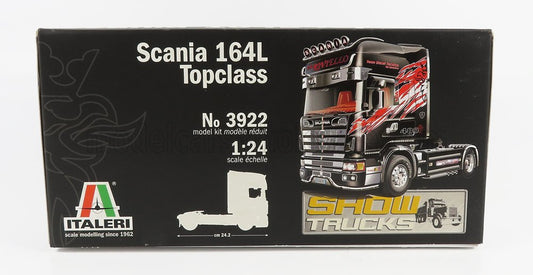 Scania 164L
Topclass
No 3922
model kit modèle réduit
1:24
scale échelle
ITALERI
scale modelling since 1962
cm 24.2
SHOW
TRUCKS